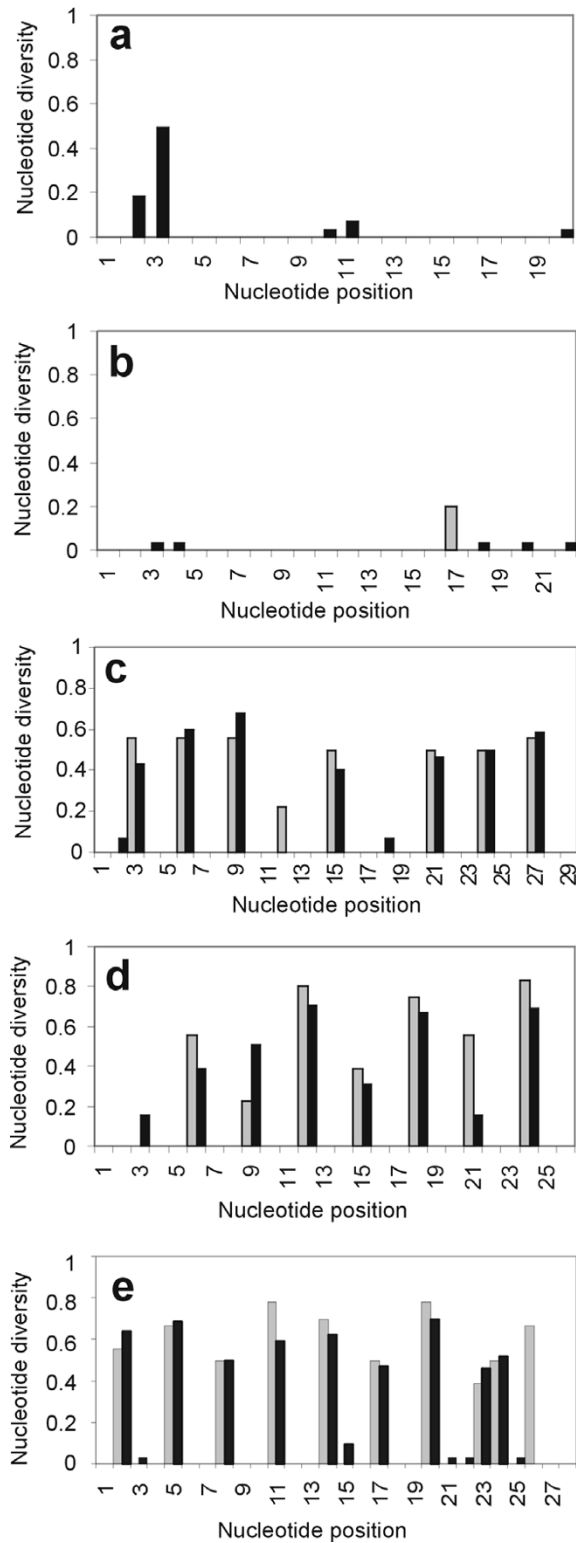 a
Nucleotide diversity
1
0.8
0.6
0.4
0.2
0
1 3 5 7 9 11 13 15 17 19
Nucleotide position
b
Nucleotide diversity
1
0.8
0.6
0.4
0.2
0
1 3 5 7 9 11 13 15 17 19 21
Nucleotide position
c
Nucleotide diversity
1
0.8
0.6
0.4
0.2
0
1 3 5 7 9 11 13 15 17 19 21 23 25 27 29
Nucleotide position
d
Nucleotide diversity
1
0.8
0.6
0.4
0.2
0
1 3 5 7 9 11 13 15 17 19 21 23 25
Nucleotide position
e
Nucleotide diversity
1
0.8
0.6
0.4
0.2
0
1 3 5 7 9 11 13 15 17 19 21 23 25 27
Nucleotide position